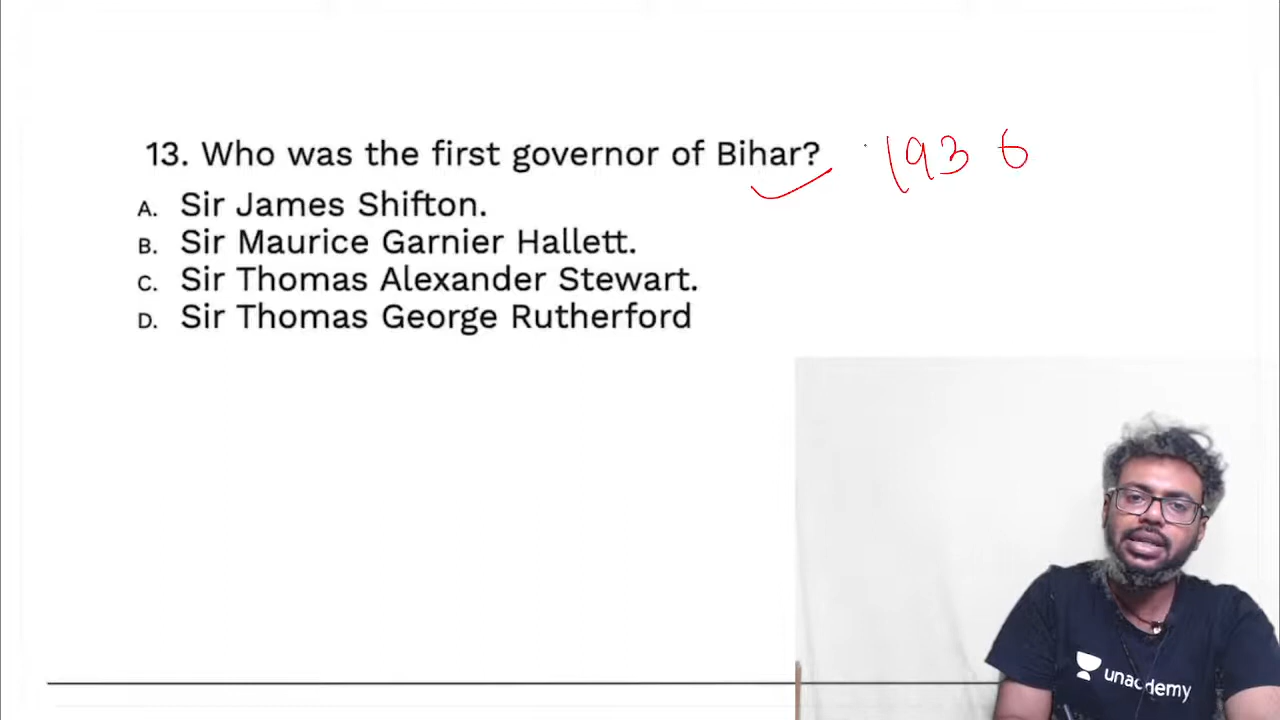 13. Who was the first governor of Bihar? 1936
A. Sir James Shifton.
B. Sir Maurice Garnier Hallett.
C. Sir Thomas Alexander Stewart.
D. Sir Thomas George Rutherford
unacademy